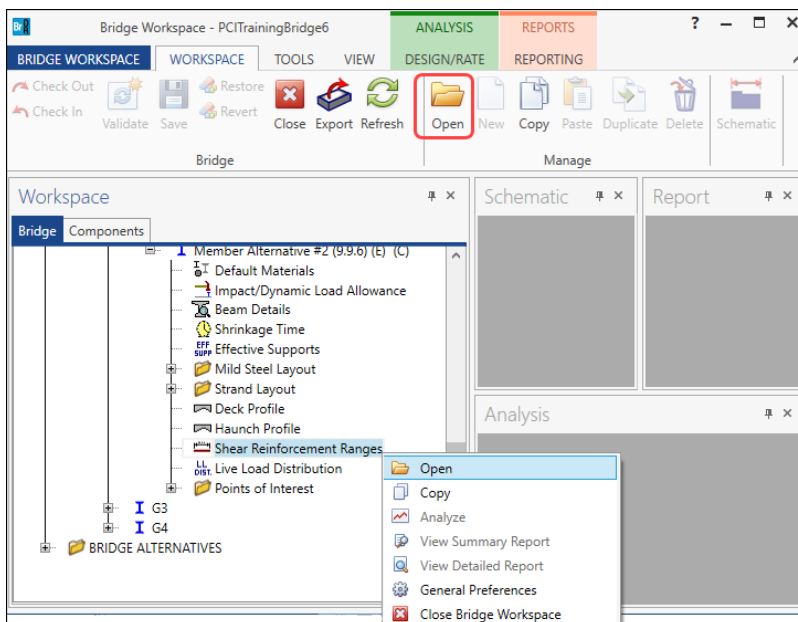 Br Bridge Workspace - PCITrainingBridge6 ANALYSIS REPORTS ?
BRIDGE WORKSPACE WORKSPACE TOOLS VIEW DESIGN/RATE REPORTING
Check Out
Check In
Validate
Save
Restore
Revert
Close
Export
Refresh
Open
New
Copy
Paste
Duplicate
Delete
Schematic
Bridge
Manage
Workspace
Bridge Components
Member Alternative #2 (9.9.6) (E) (C)
Default Materials
Impact/Dynamic Load Allowance
Beam Details
Shrinkage Time
EFF
SUPP Effective Supports
Mild Steel Layout
Strand Layout
Deck Profile
Haunch Profile
Shear Reinforcement Ranges
LL
DIST. Live Load Distribution
Points of Interest
G3
G4
BRIDGE ALTERNATIVES
Schematic
Report
Analysis
Open
Copy
Analyze
View Summary Report
View Detailed Report
General Preferences
Close Bridge Workspace